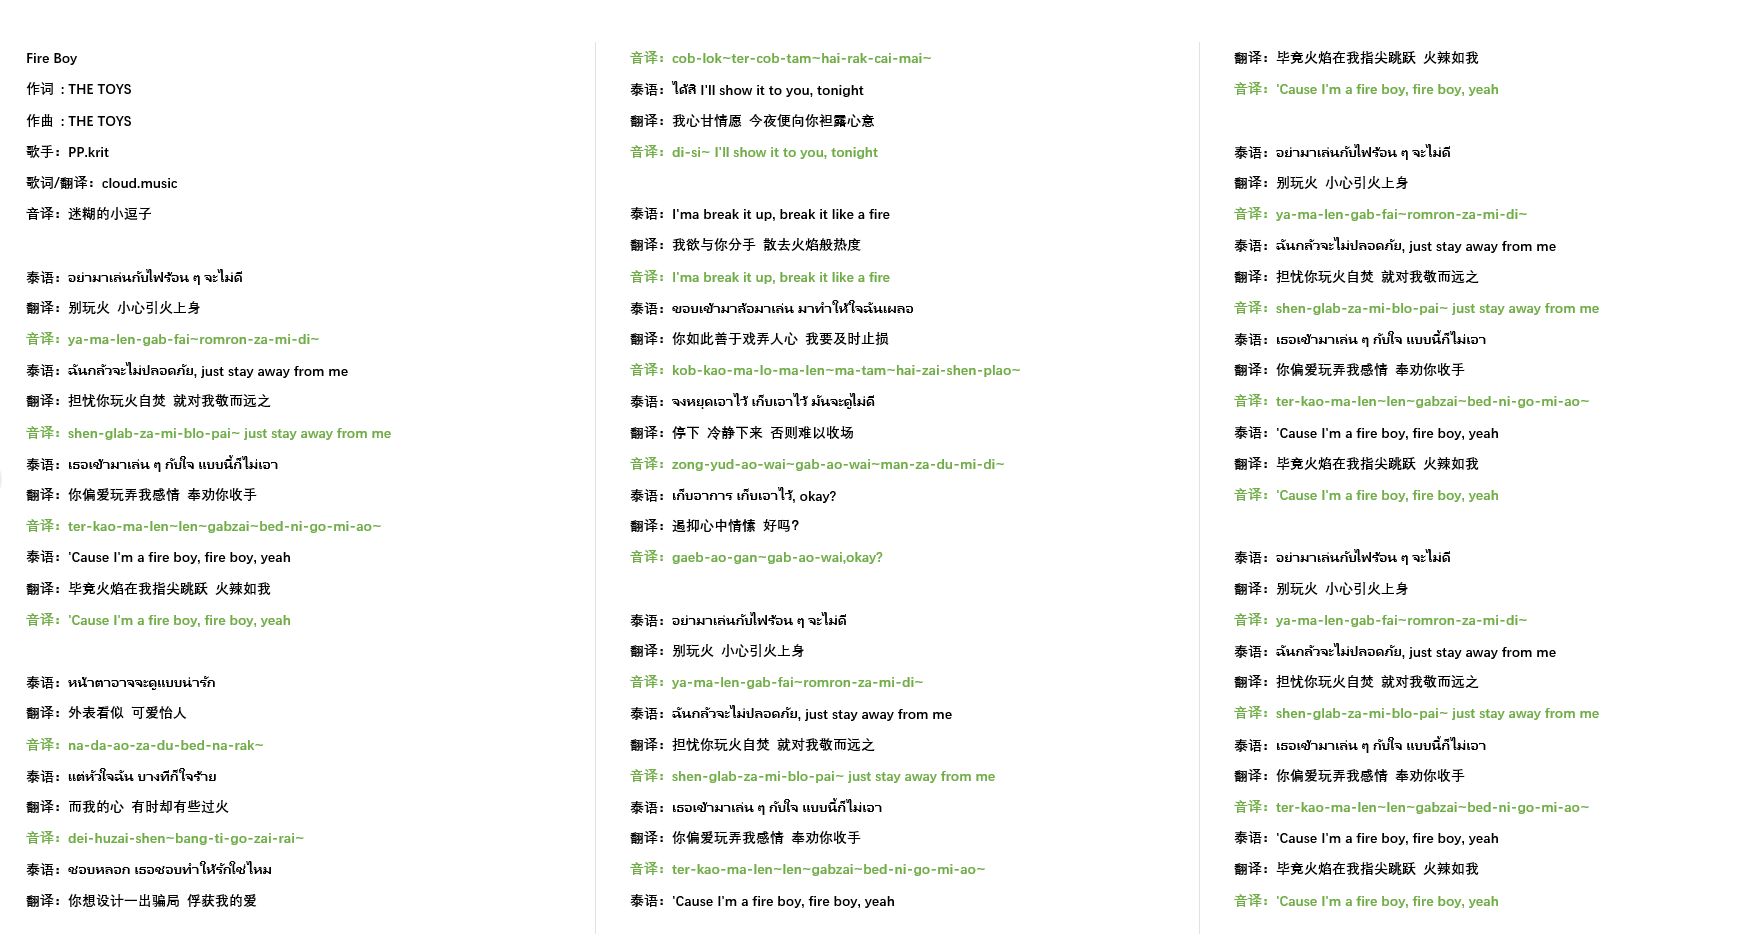 Fire Boy
作词 : THE TOYS
作曲 : THE TOYS
歌手：PP.krit
歌词/翻译：cloud.music
音译：迷糊的小逗子
泰语：อย่ามาเล่นกับไฟร้อน ๆ จะไม่ดี
翻译：别玩火 小心引火上身
音译：ya-ma-len-gab-fai~romron-za-mi-di~
泰语：ฉันกลัวจะไม่ปลอดภัย, just stay away from me
翻译：担忧你玩火自焚 就对我敬而远之
音译：shen-glab-za-mi-blo-pai~ just stay away from me
泰语：เธอเข้ามาเล่น ๆ กับใจ แบบนี้ก็ไม่เอา
翻译：你偏爱玩弄我感情 奉劝你收手
音译：ter-kao-ma-len~len~gabzai~bed-ni-go-mi-ao~
泰语：'Cause I'm a fire boy, fire boy, yeah
翻译：毕竟火焰在我指尖跳跃 火辣如我
音译：'Cause I'm a fire boy, fire boy, yeah
泰语：หน้าตาอาจจะดูแบบน่ารัก
翻译：外表看似 可爱怡人
音译：na-da-ao-za-du-bed-na-rak~
泰语：แต่หัวใจฉัน บางทีก็ใจร้าย
翻译：而我的心 有时却有些过火
音译：dei-huzai-shen~bang-ti-go-zai-rai~
泰语：ชอบหลอก เธอชอบทำให้รักใช่ไหม
翻译：你想设计一出骗局 俘获我的爱
音译：cob-lok~ter-cob-tam~hai-rak-cai-mai~
泰语：ได้สิ I'll show it to you, tonight
翻译：我心甘情愿 今夜便向你袒露心意
音译：di-si~ I'll show it to you, tonight
泰语：I'ma break it up, break it like a fire
翻译：我欲与你分手 散去火焰般热度
音译：I'ma break it up, break it like a fire
泰语：ชอบเข้ามาล้อมาเล่น มาทำให้ใจฉันเผลอ
翻译：你如此善于戏弄人心 我要及时止损
音译：kob-kao-ma-lo-ma-len~ma-tam~hai-zai-shen-plao~
泰语：จงหยุดเอาไว้ เก็บเอาไว้ มันจะดูไม่ดี
翻译：停下 冷静下来 否则难以收场
音译：zong-yud-ao-wai~gab-ao-wai~man-za-du-mi-di~
泰语：เก็บอาการ เก็บเอาไว้, okay?
翻译：遏抑心中情愫 好吗？
音译：gaeb-ao-gan~gab-ao-wai,okay?
泰语：อย่ามาเล่นกับไฟร้อน ๆ จะไม่ดี
翻译：别玩火 小心引火上身
音译：ya-ma-len-gab-fai~romron-za-mi-di~
泰语：ฉันกลัวจะไม่ปลอดภัย, just stay away from me
翻译：担忧你玩火自焚 就对我敬而远之
音译：shen-glab-za-mi-blo-pai~ just stay away from me
泰语：เธอเข้ามาเล่น ๆ กับใจ แบบนี้ก็ไม่เอา
翻译：你偏爱玩弄我感情 奉劝你收手
音译：ter-kao-ma-len~len~gabzai~bed-ni-go-mi-ao~
泰语：'Cause I'm a fire boy, fire boy, yeah
翻译：毕竟火焰在我指尖跳跃 火辣如我
音译：'Cause I'm a fire boy, fire boy, yeah
泰语：อย่ามาเล่นกับไฟร้อน ๆ จะไม่ดี
翻译：别玩火 小心引火上身
音译：ya-ma-len-gab-fai~romron-za-mi-di~
泰语：ฉันกลัวจะไม่ปลอดภัย, just stay away from me
翻译：担忧你玩火自焚 就对我敬而远之
音译：shen-glab-za-mi-blo-pai~ just stay away from me
泰语：เธอเข้ามาเล่น ๆ กับใจ แบบนี้ก็ไม่เอา
翻译：你偏爱玩弄我感情 奉劝你收手
音译：ter-kao-ma-len~len~gabzai~bed-ni-go-mi-ao~
泰语：'Cause I'm a fire boy, fire boy, yeah
翻译：毕竟火焰在我指尖跳跃 火辣如我
音译：'Cause I'm a fire boy, fire boy, yeah
泰语：อย่ามาเล่นกับไฟร้อน ๆ จะไม่ดี
翻译：别玩火 小心引火上身
音译：ya-ma-len-gab-fai~romron-za-mi-di~
泰语：ฉันกลัวจะไม่ปลอดภัย, just stay away from me
翻译：担忧你玩火自焚 就对我敬而远之
音译：shen-glab-za-mi-blo-pai~ just stay away from me
泰语：เธอเข้ามาเล่น ๆ กับใจ แบบนี้ก็ไม่เอา
翻译：你偏爱玩弄我感情 奉劝你收手
音译：ter-kao-ma-len~len~gabzai~bed-ni-go-mi-ao~
泰语：'Cause I'm a fire boy, fire boy, yeah
翻译：毕竟火焰在我指尖跳跃 火辣如我
音译：'Cause I'm a fire boy, fire boy, yeah